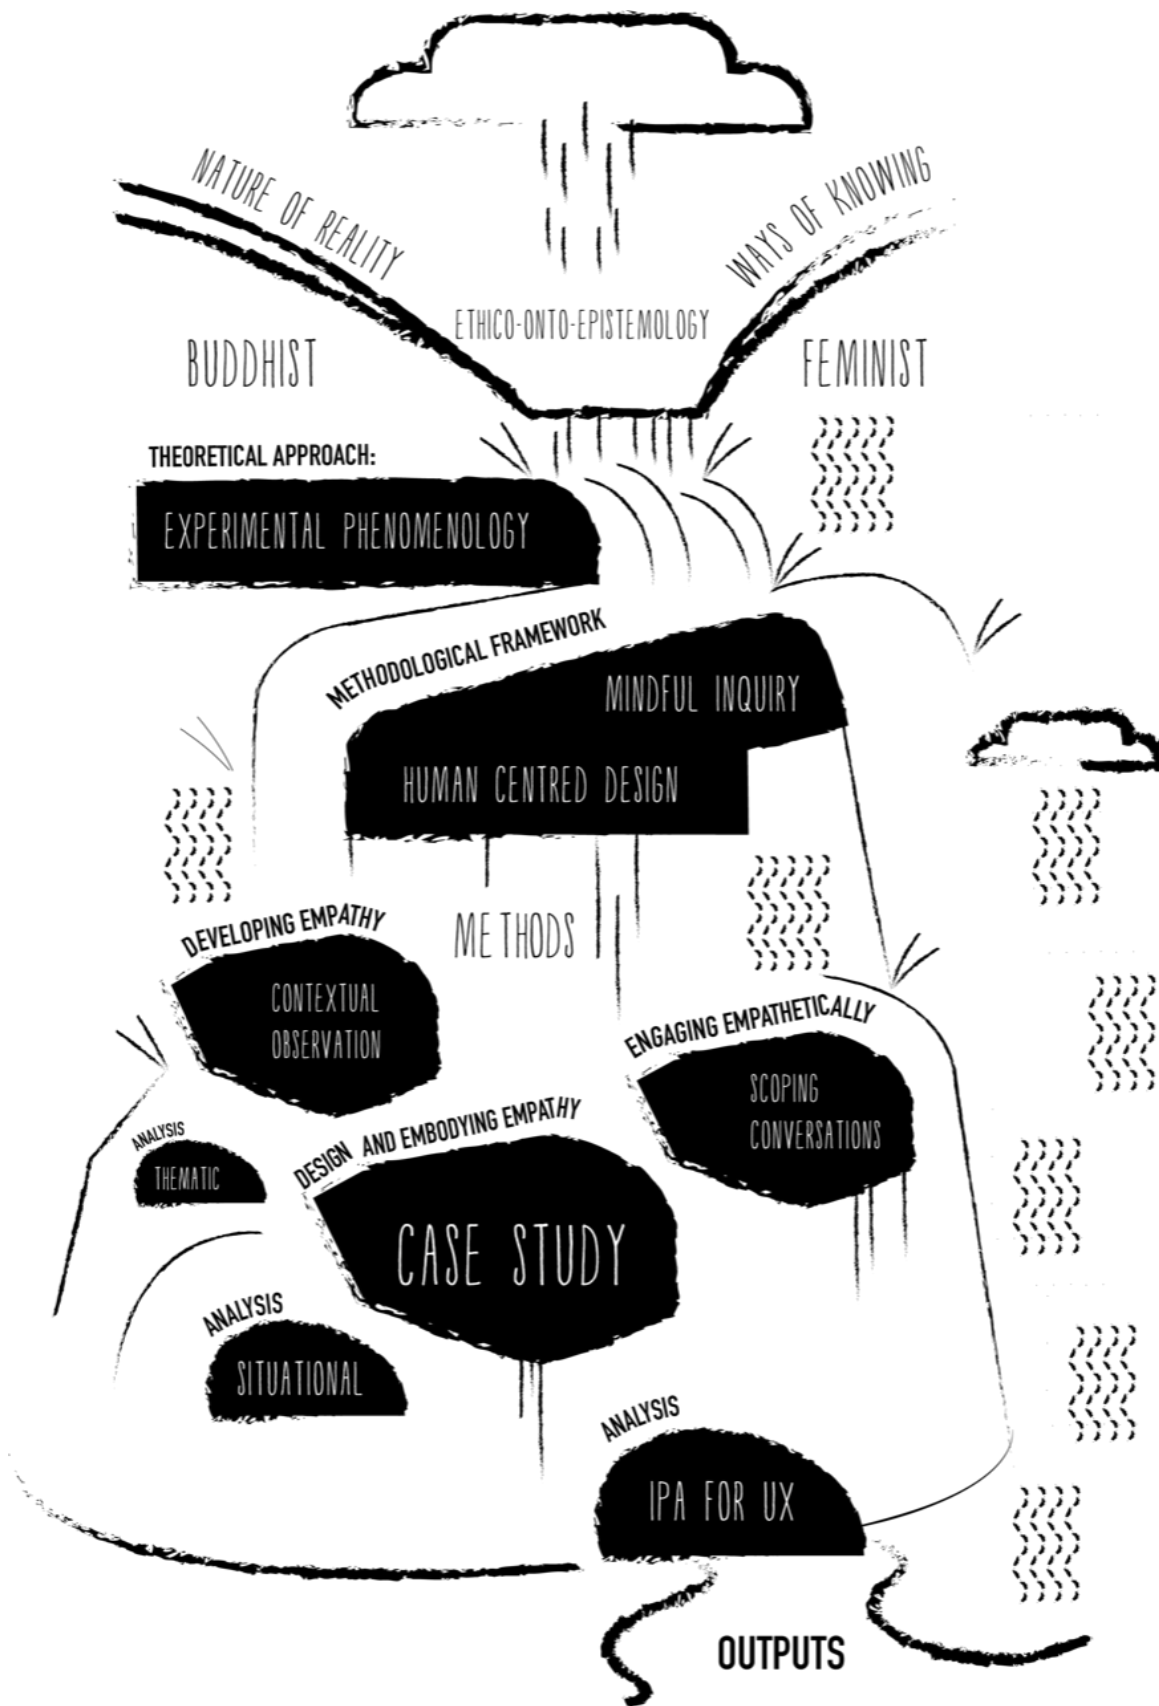 NATURE OF REALITY
WAYS OF KNOWING
ETHICO-ONTO-EPISTEMOLOGY
BUDDHIST
FEMINIST
THEORETICAL APPROACH:
EXPERIMENTAL PHENOMENOLOGY
METHODOLOGICAL FRAMEWORK
MINDFUL INQUIRY
HUMAN CENTRED DESIGN
METHODS
DEVELOPING EMPATHY
CONTEXTUAL
OBSERVATION
ENGAGING EMPATHETICALLY
SCOPING
CONVERSATIONS
ANALYSIS
THEMATIC
DESIGN AND EMBODYING EMPATHY
CASE STUDY
ANALYSIS
SITUATIONAL
ANALYSIS
IPA FOR UX
OUTPUTS